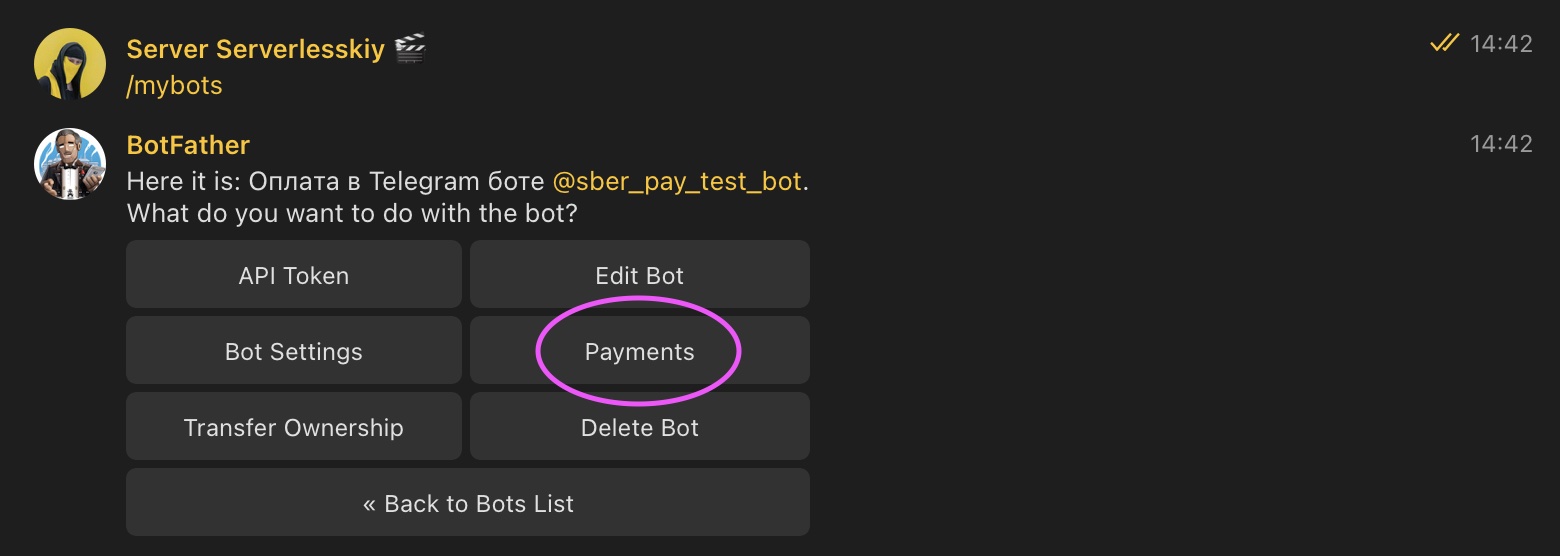 Server Serverlesskiy 🎬 14:42
/mybots
BotFather 14:42
Here it is: Оплата в Telegram боте @sber_pay_test_bot.
What do you want to do with the bot?
API Token Edit Bot
Bot Settings Payments
Transfer Ownership Delete Bot
« Back to Bots List